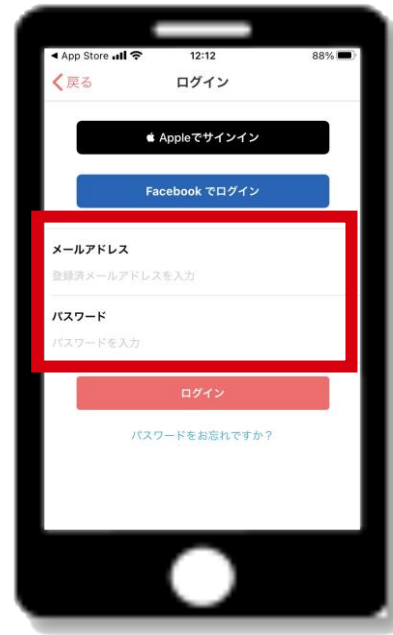 ◀ App Store 12:12 88%
戻る ログイン
Appleでサインイン
Facebook でログイン
メールアドレス
登録済メールアドレスを入力
パスワード
パスワードを入力
ログイン
パスワードをお忘れですか？